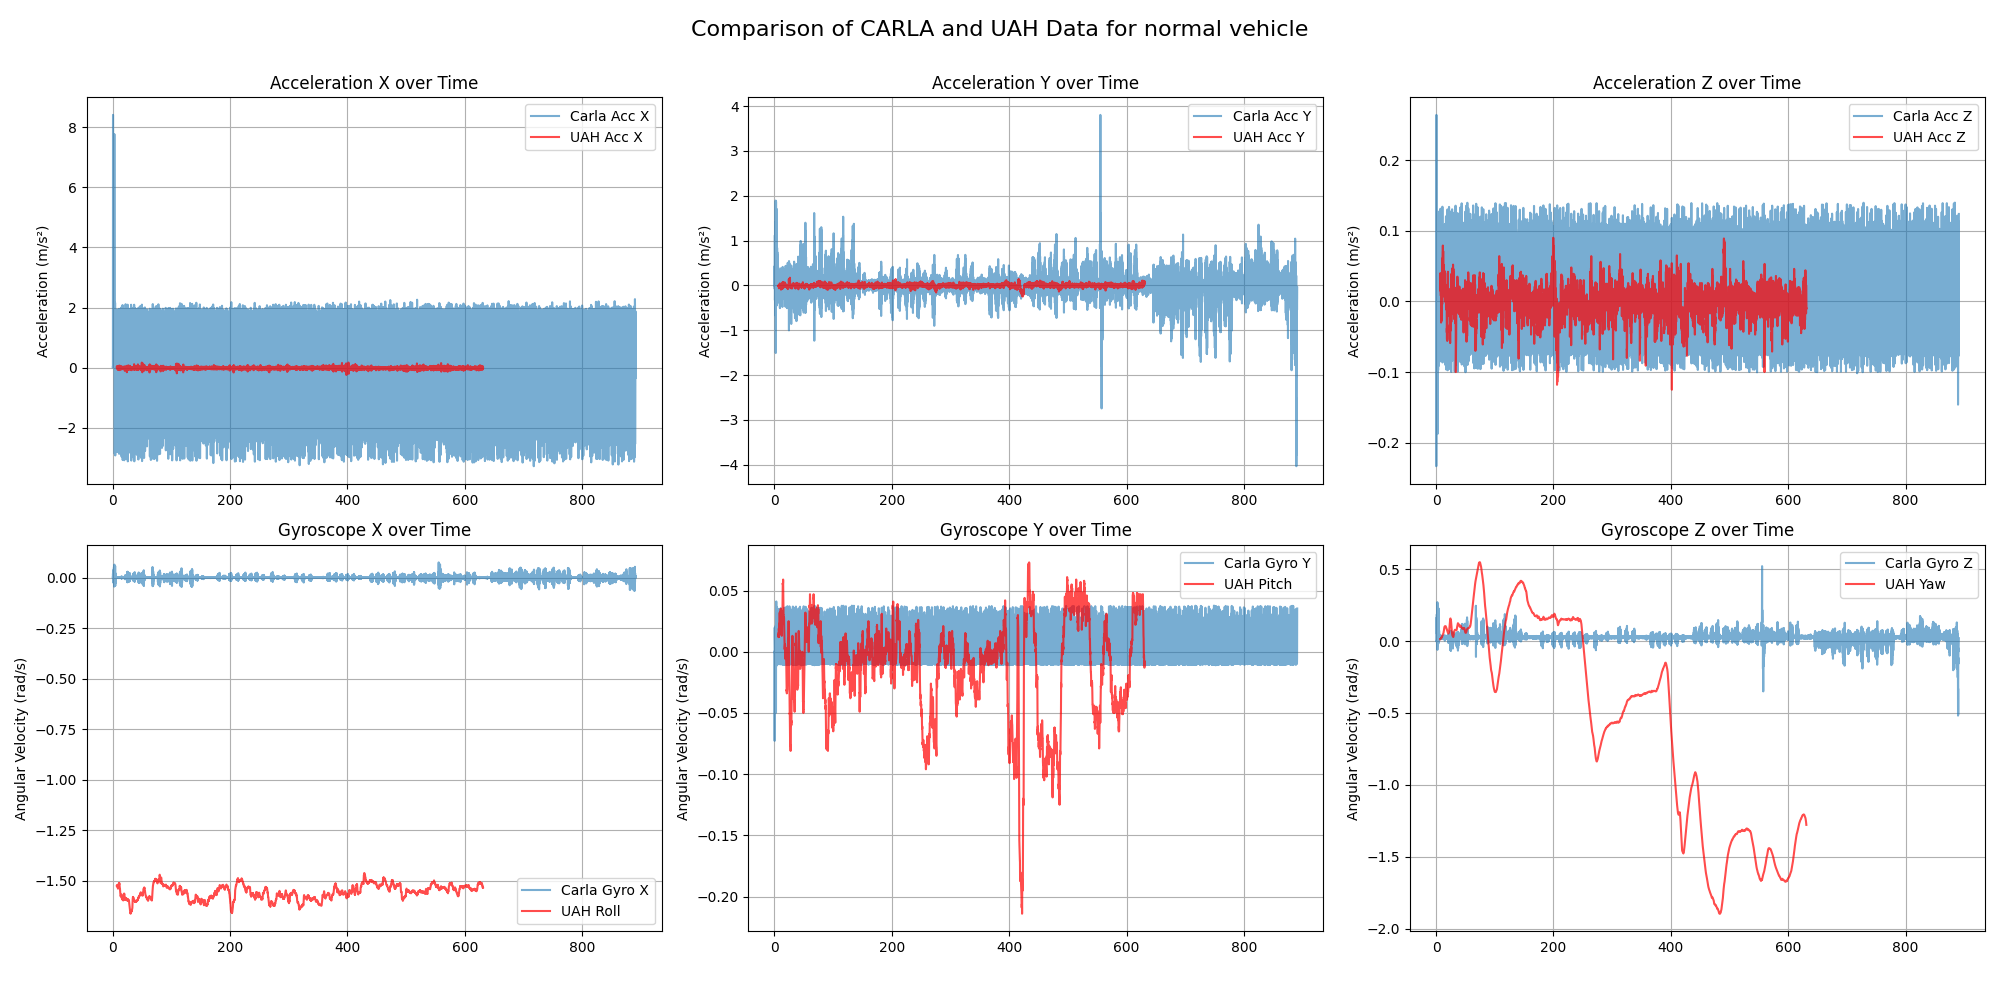 Comparison of CARLA and UAH Data for normal vehicle
Acceleration X over Time
Acceleration (m/s²)
8
6
4
2
0
−2
0 200 400 600 800
Carla Acc X
UAH Acc X
Acceleration Y over Time
Acceleration (m/s²)
4
3
2
1
0
−1
−2
−3
−4
0 200 400 600 800
Carla Acc Y
UAH Acc Y
Acceleration Z over Time
Acceleration (m/s²)
0.2
0.1
0.0
−0.1
−0.2
0 200 400 600 800
Carla Acc Z
UAH Acc Z
Gyroscope X over Time
Angular Velocity (rad/s)
0.00
−0.25
−0.50
−0.75
−1.00
−1.25
−1.50
0 200 400 600 800
Carla Gyro X
UAH Roll
Gyroscope Y over Time
Angular Velocity (rad/s)
0.05
0.00
−0.05
−0.10
−0.15
−0.20
0 200 400 600 800
Carla Gyro Y
UAH Pitch
Gyroscope Z over Time
Angular Velocity (rad/s)
0.5
0.0
−0.5
−1.0
−1.5
−2.0
0 200 400 600 800
Carla Gyro Z
UAH Yaw